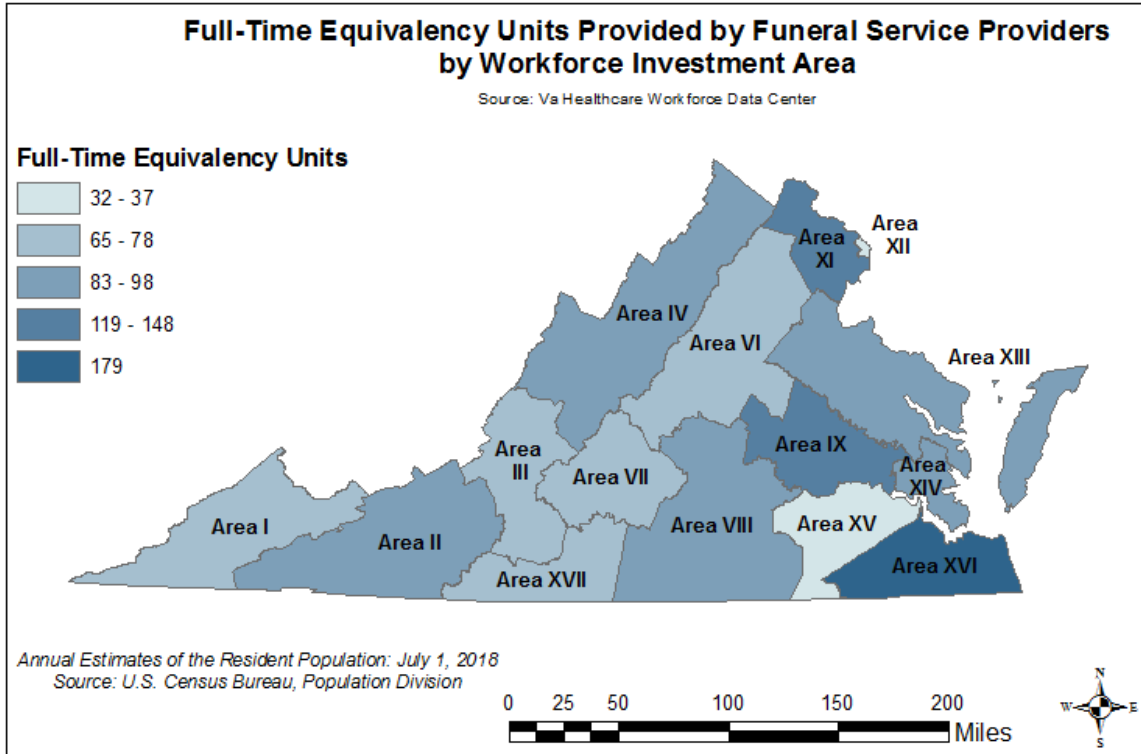 Full-Time Equivalency Units Provided by Funeral Service Providers
by Workforce Investment Area
Source: Va Healthcare Workforce Data Center
Full-Time Equivalency Units
32 - 37
65 - 78
83 - 98
119 - 148
179
Area
XII
Area
XI
Area IV
Area VI
Area XIII
Area
III
Area IX
Area VII
Area
XIV
Area I
Area II
Area VIII
Area XV
Area XVI
Area XVII
Annual Estimates of the Resident Population: July 1, 2018
Source: U.S. Census Bureau, Population Division
0 25 50 100 150 200
Miles
N
W E
S